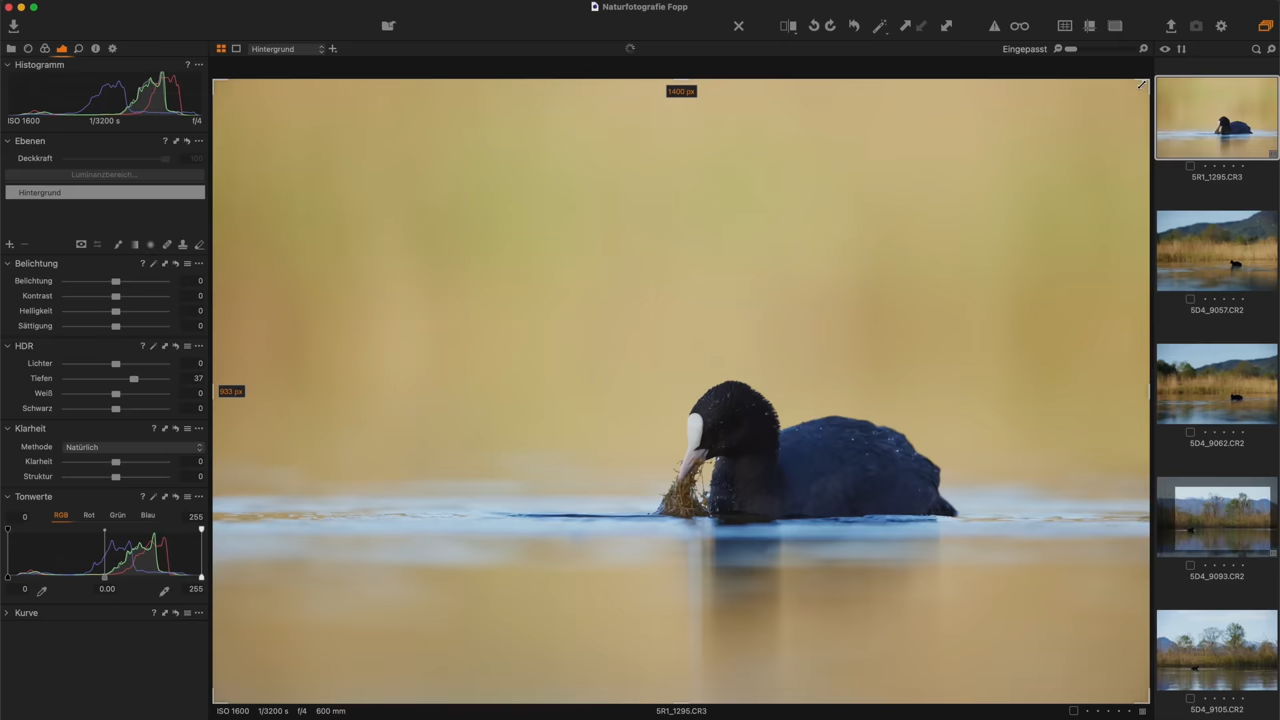 Naturfotografie Fopp
Hintergrund
Eingepasst
Histogramm
ISO 1600 1/3200 s f/4
Ebenen
Deckkraft 100
Luminanzbereich...
Hintergrund
Belichtung
Belichtung 0
Kontrast 0
Helligkeit 0
Sättigung 0
HDR
Lichter 0
Tiefen 37
Weiß 0
Schwarz 0
Klarheit
Methode Natürlich
Klarheit 0
Struktur 0
Tonwerte
0 RGB Rot Grün Blau 255
0 0.00 255
Kurve
1400 px
933 px
ISO 1600 1/3200 s f/4 600 mm
5R1_1295.CR3
5R1_1295.CR3
5D4_9057.CR2
5D4_9062.CR2
5D4_9093.CR2
5D4_9105.CR2